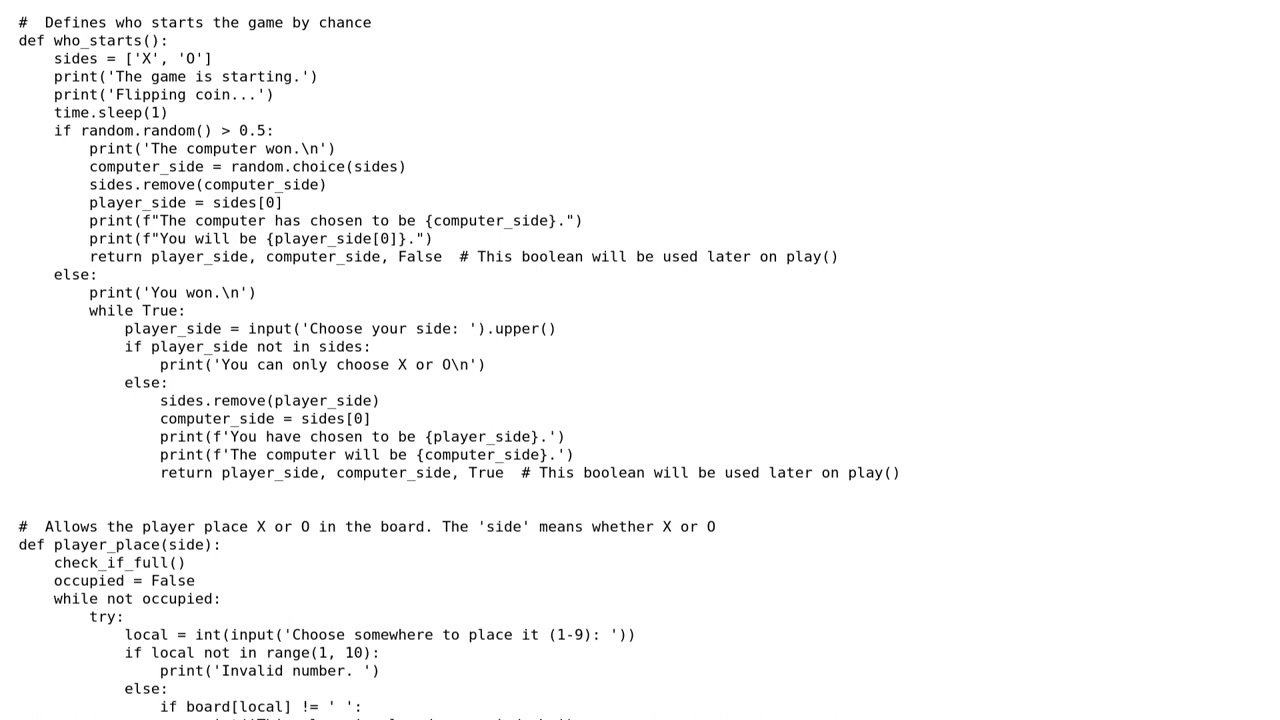 #  Defines who starts the game by chance
def who_starts():
    sides = ['X', 'O']
    print('The game is starting.')
    print('Flipping coin...')
    time.sleep(1)
    if random.random() > 0.5:
        print('The computer won.\n')
        computer_side = random.choice(sides)
        sides.remove(computer_side)
        player_side = sides[0]
        print(f"The computer has chosen to be {computer_side}.")
        print(f"You will be {player_side[0]}.")
        return player_side, computer_side, False  # This boolean will be used later on play()
    else:
        print('You won.\n')
        while True:
            player_side = input('Choose your side: ').upper()
            if player_side not in sides:
                print('You can only choose X or O\n')
            else:
                sides.remove(player_side)
                computer_side = sides[0]
                print(f'You have chosen to be {player_side}.')
                print(f'The computer will be {computer_side}.')
                return player_side, computer_side, True  # This boolean will be used later on play()


#  Allows the player place X or O in the board. The 'side' means whether X or O
def player_place(side):
    check_if_full()
    occupied = False
    while not occupied:
        try:
            local = int(input('Choose somewhere to place it (1-9): '))
            if local not in range(1, 10):
                print('Invalid number. ')
            else:
                if board[local] != ' ':